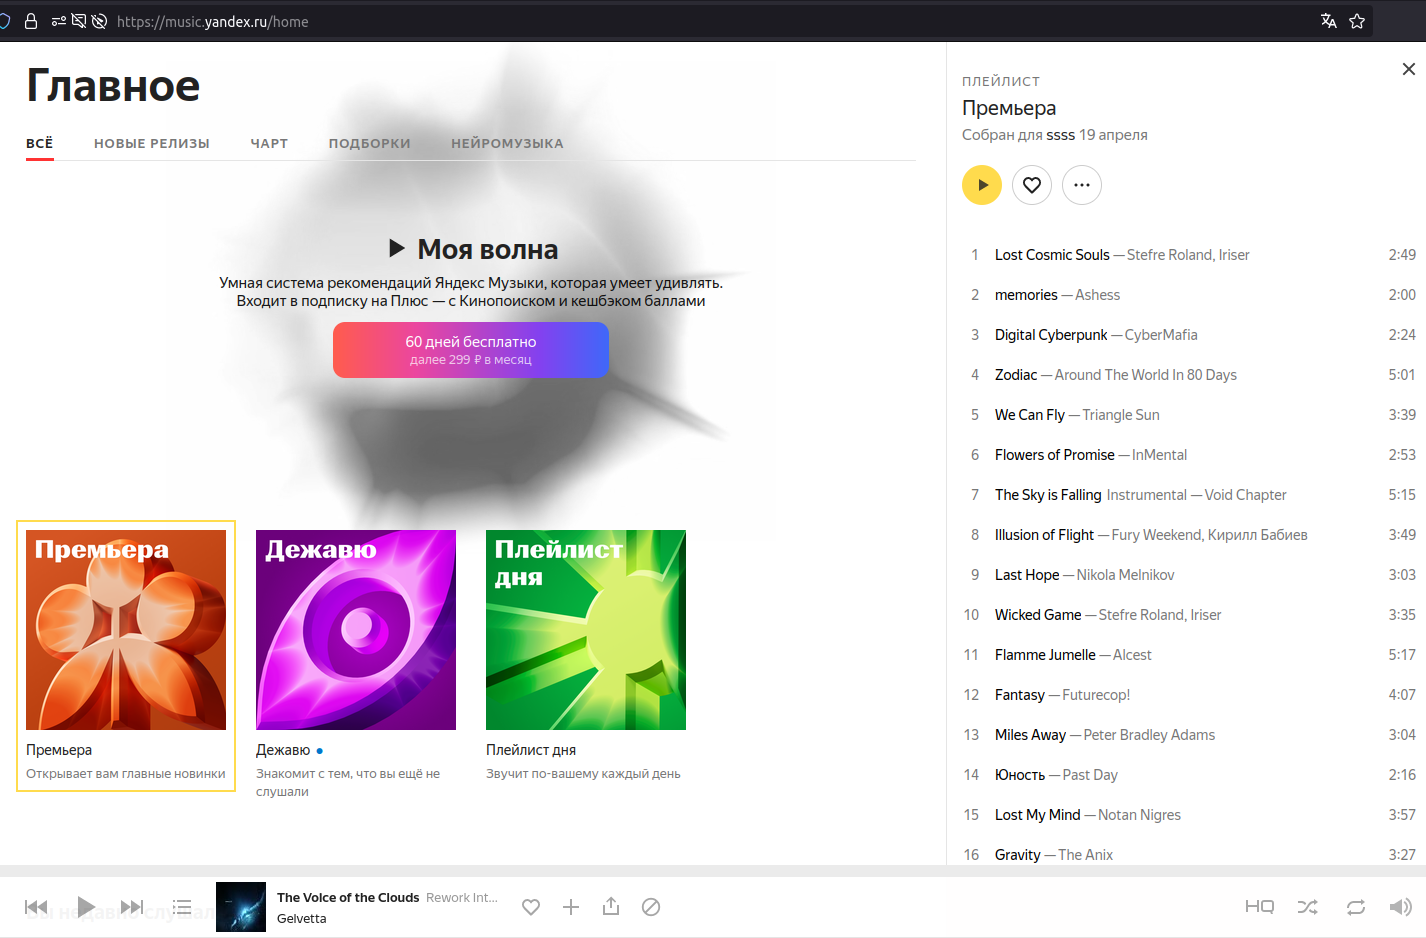 https://music.yandex.ru/home
Главное
ВСЁ НОВЫЕ РЕЛИЗЫ ЧАРТ ПОДБОРКИ НЕЙРОМУЗЫКА
Моя волна
Умная система рекомендаций Яндекс Музыки, которая умеет удивлять.
Входит в подписку на Плюс — с Кинопоиском и кешбэком баллами
60 дней бесплатно
далее 299 ₽ в месяц
Премьера
Премьера
Открывает вам главные новинки
Дежавю
Дежавю
Знакомит с тем, что вы ещё не
слушали
Плейлист
дня
Плейлист дня
Звучит по-вашему каждый день
ПЛЕЙЛИСТ
Премьера
Собран для ssss 19 апреля
1 Lost Cosmic Souls — Stefre Roland, Iriser 2:49
2 memories — Ashess 2:00
3 Digital Cyberpunk — CyberMafia 2:24
4 Zodiac — Around The World In 80 Days 5:01
5 We Can Fly — Triangle Sun 3:39
6 Flowers of Promise — InMental 2:53
7 The Sky is Falling Instrumental — Void Chapter 5:15
8 Illusion of Flight — Fury Weekend, Кирилл Бабиев 3:49
9 Last Hope — Nikola Melnikov 3:03
10 Wicked Game — Stefre Roland, Iriser 3:35
11 Flamme Jumelle — Alcest 5:17
12 Fantasy — Futurecop! 4:07
13 Miles Away — Peter Bradley Adams 3:04
14 Юность — Past Day 2:16
15 Lost My Mind — Notan Nigres 3:57
16 Gravity — The Anix 3:27
Вы недавно слушал
The Voice of the Clouds Rework Int...
Gelvetta
HQ